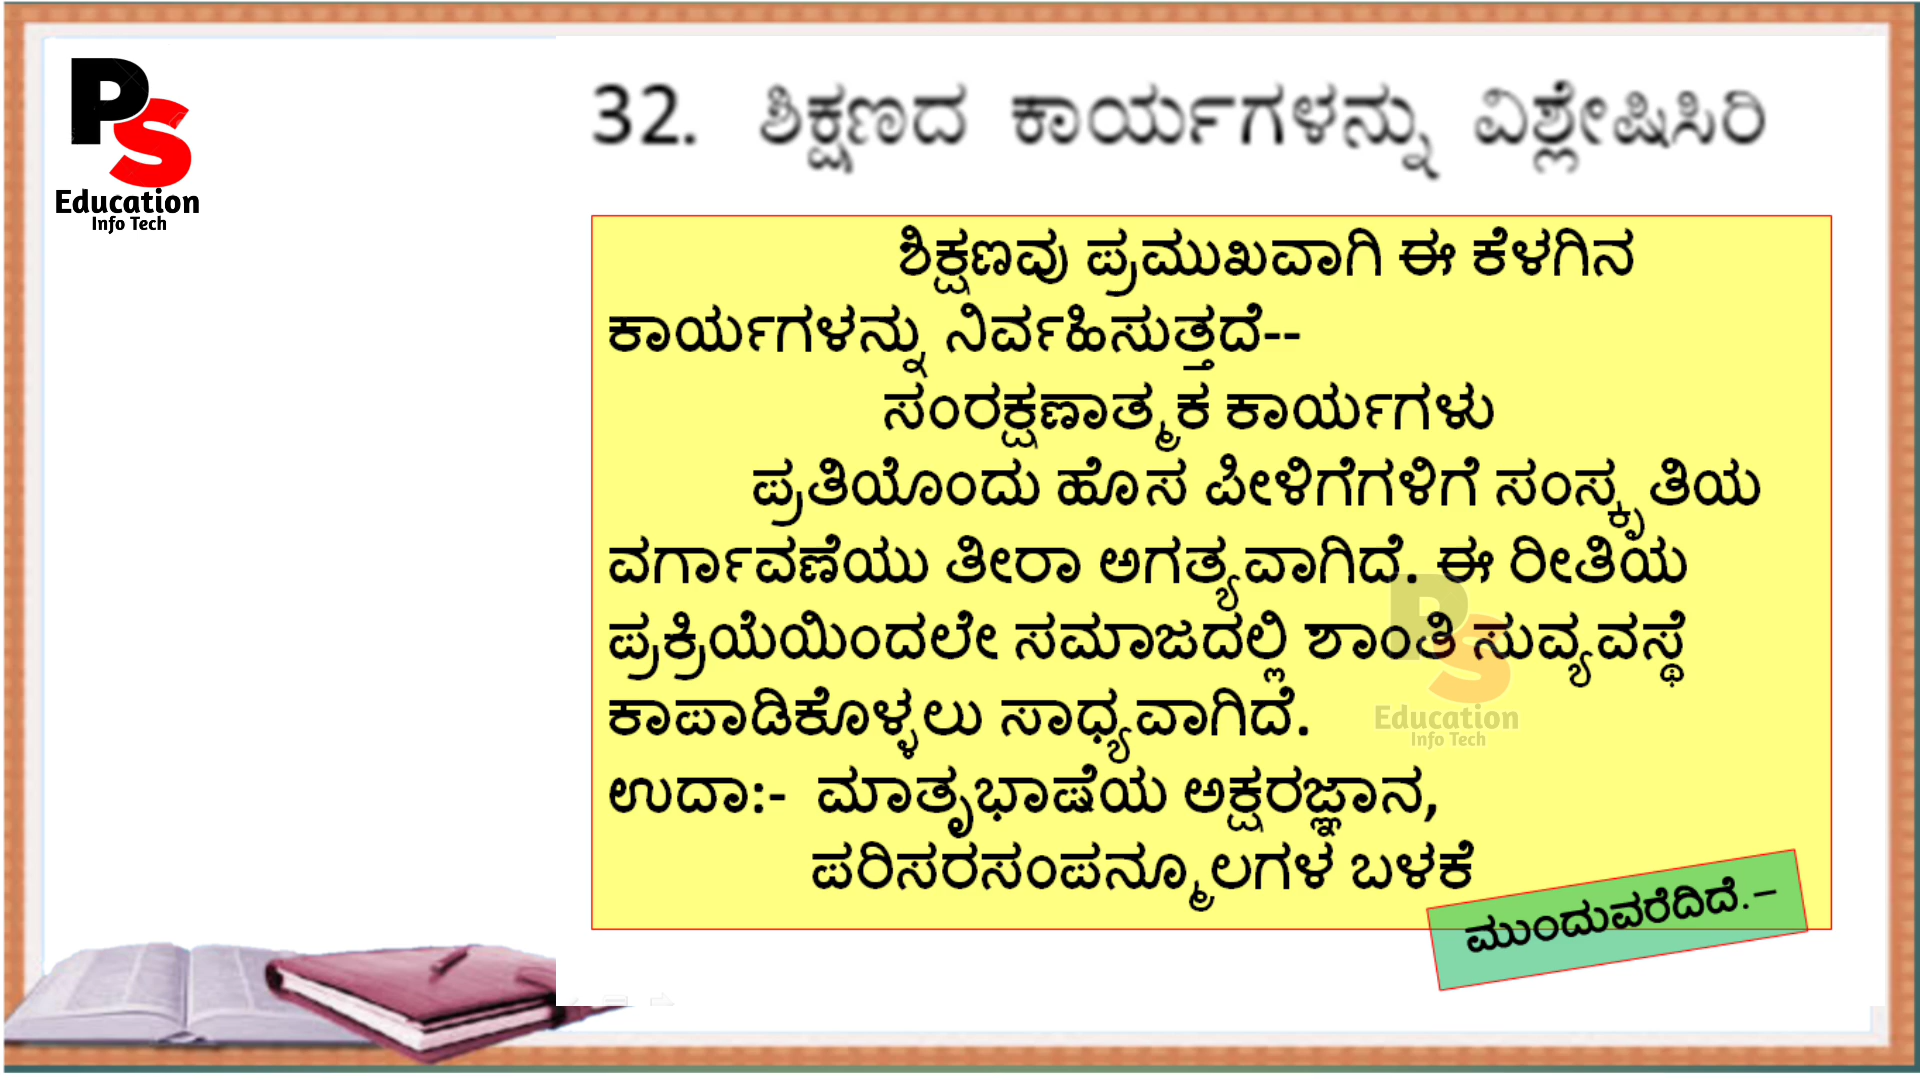 PS
Education
Info Tech
32. ಶಿಕ್ಷಣದ ಕಾರ್ಯಗಳನ್ನು ವಿಶ್ಲೇಷಿಸಿರಿ
ಶಿಕ್ಷಣವು ಪ್ರಮುಖವಾಗಿ ಈ ಕೆಳಗಿನ
ಕಾರ್ಯಗಳನ್ನು ನಿರ್ವಹಿಸುತ್ತದೆ--
ಸಂರಕ್ಷಣಾತ್ಮಕ ಕಾರ್ಯಗಳು
ಪ್ರತಿಯೊಂದು ಹೊಸ ಪೀಳಿಗೆಗಳಿಗೆ ಸಂಸ್ಕೃತಿಯ
ವರ್ಗಾವಣೆಯು ತೀರಾ ಅಗತ್ಯವಾಗಿದೆ. ಈ ರೀತಿಯ
ಪ್ರಕ್ರಿಯೆಯಿಂದಲೇ ಸಮಾಜದಲ್ಲಿ ಶಾಂತಿ ಸುವ್ಯವಸ್ಥೆ
ಕಾಪಾಡಿಕೊಳ್ಳಲು ಸಾಧ್ಯವಾಗಿದೆ.
PS
Education
Info Tech
ಉದಾ:- ಮಾತೃಭಾಷೆಯ ಅಕ್ಷರಜ್ಞಾನ,
ಪರಿಸರಸಂಪನ್ಮೂಲಗಳ ಬಳಕೆ
ಮುಂದುವರೆದಿದೆ.–